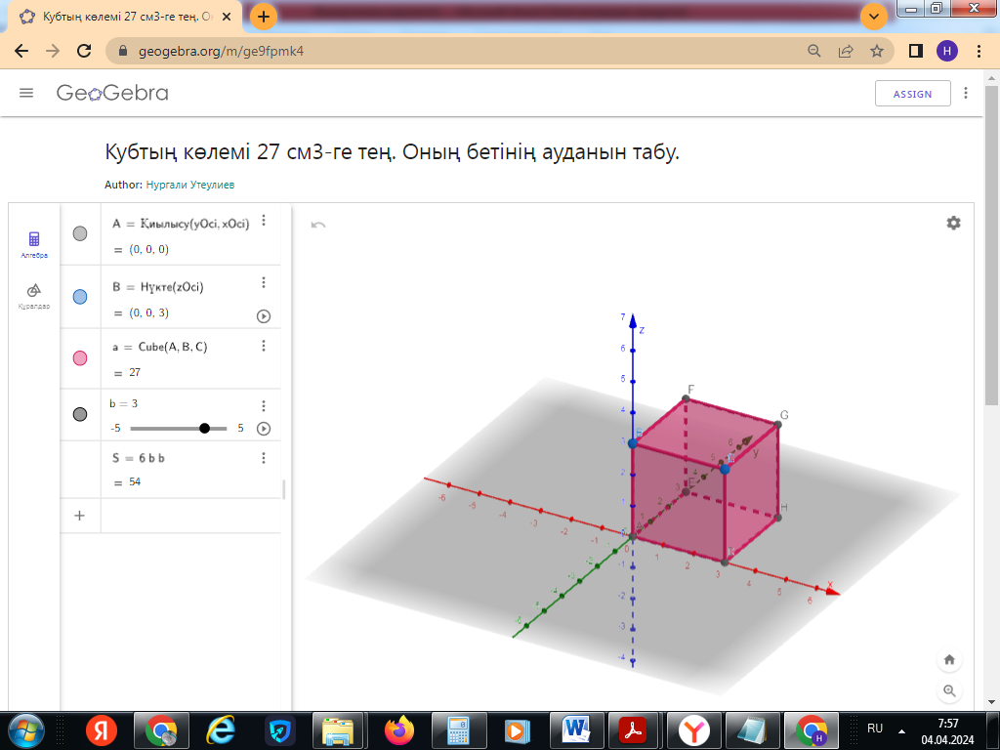 Кубтың көлемі 27 см3-ге тең. О
geogebra.org/m/ge9fpmk4
H
GeoGebra
ASSIGN
Кубтың көлемі 27 см3-ге тең. Оның бетінің ауданын табу.
Author: Нургали Утеулиев
Алгебра
Құралдар
A = Қиылысу(yOci, xOci)
= (0, 0, 0)
B = Нүкте(zOci)
= (0, 0, 3)
a = Cube(A, B, C)
= 27
b = 3
-5 5
S = 6 b b
= 54
+
7
z
6
5
4
3
2
1
0
-1
-2
-3
-4
F
G
H
E
y
x
-6 -5 -4 -3 -2 -1 0 1 2 3 4 5 6
RU
7:57
04.04.2024